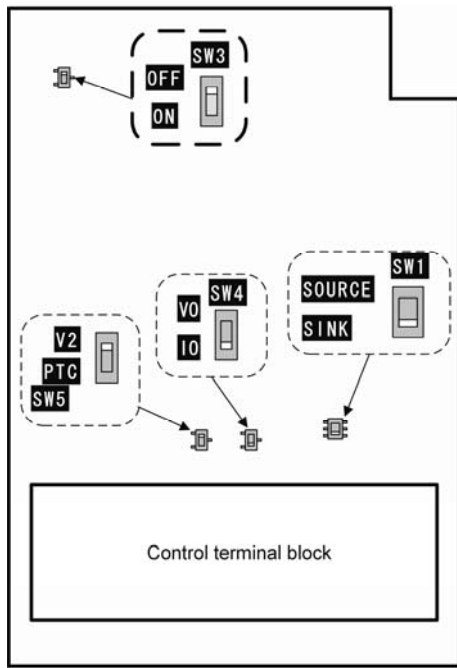 SW3
OFF
ON
SW4
VO
IO
SW1
SOURCE
SINK
V2
PTC
SW5
Control terminal block